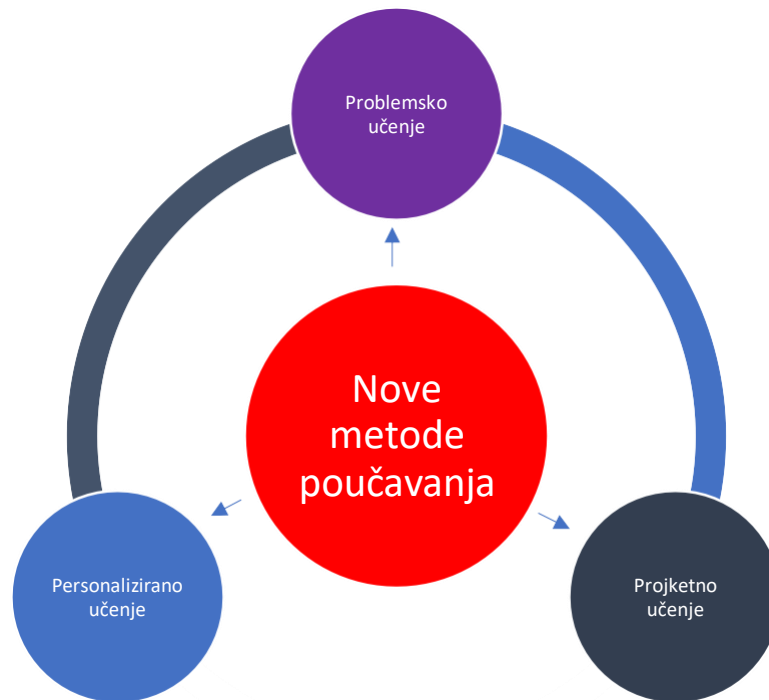 Problemsko
učenje
Nove
metode
poučavanja
Personalizirano
učenje
Projketno
učenje